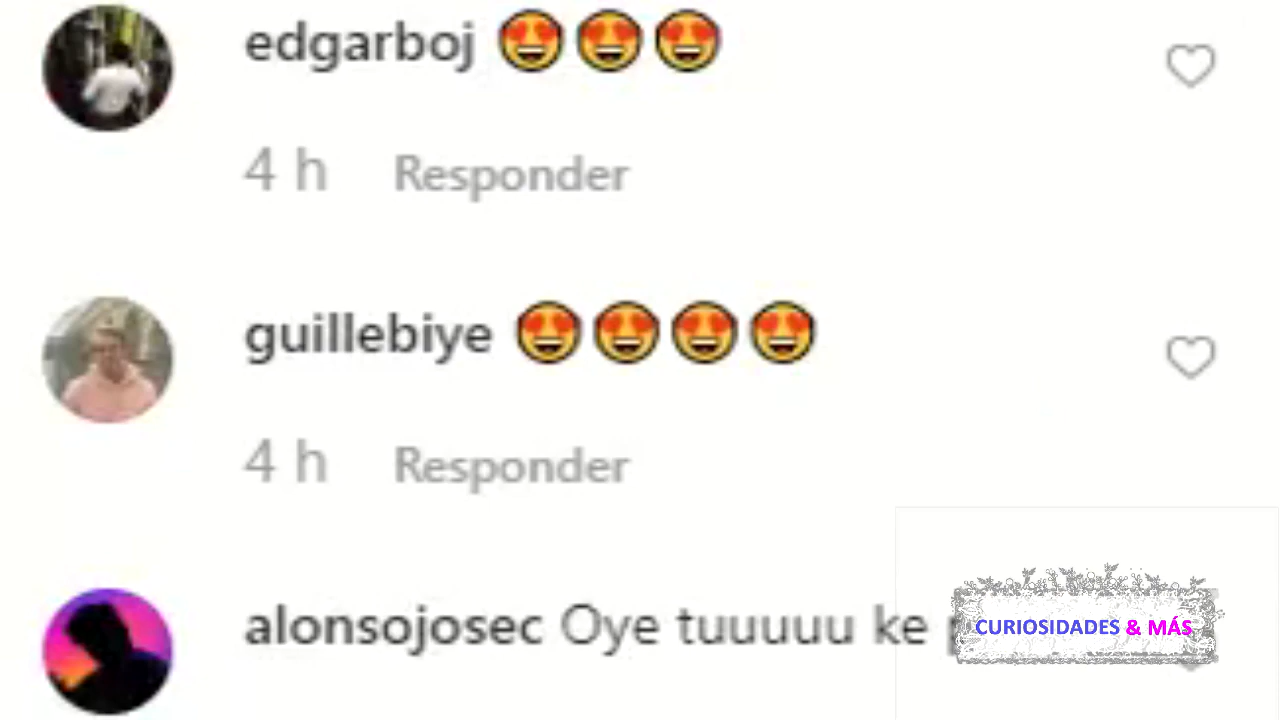 edgarboj 😍😍😍
4 h Responder
guillebiye 😍😍😍😍
4 h Responder
alonsojosec Oye tuuuuu ke
CURIOSIDADES & MÁS